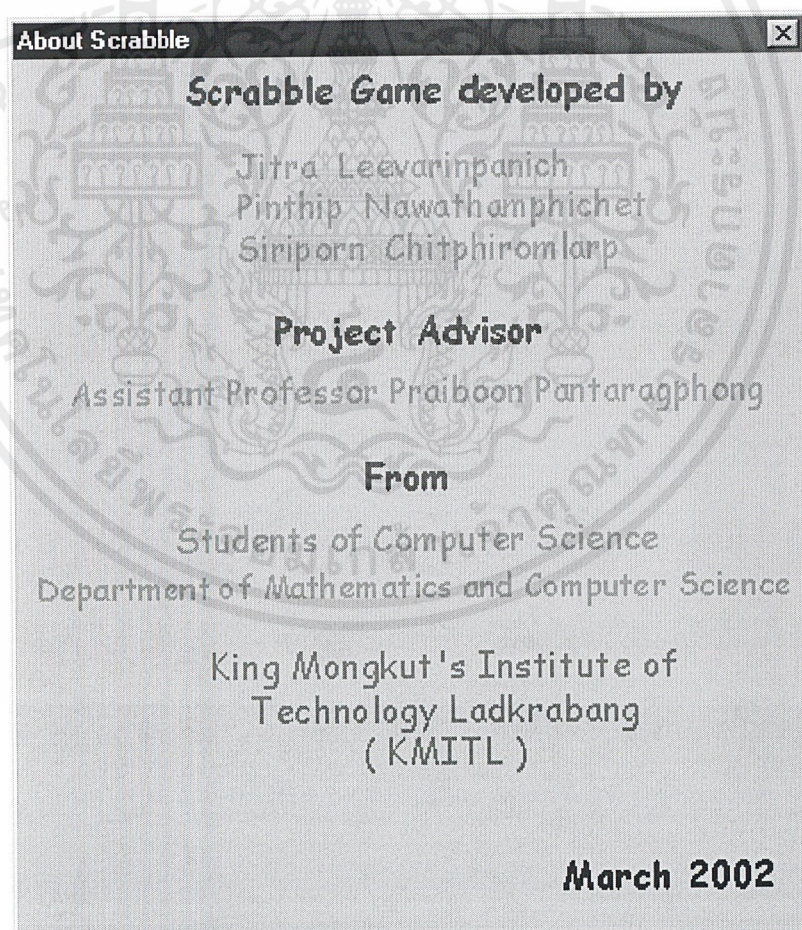 About Scrabble
Scrabble Game developed by
Jitra Leevarinpanich
Pinthip Nawathamphichet
Siriporn Chitphiromlarp
Project Advisor
Assistant Professor Praiboon Pantaragphong
From
Students of Computer Science
Department of Mathematics and Computer Science
King Mongkut's Institute of
Technology Ladkrabang
( KMITL )
March 2002